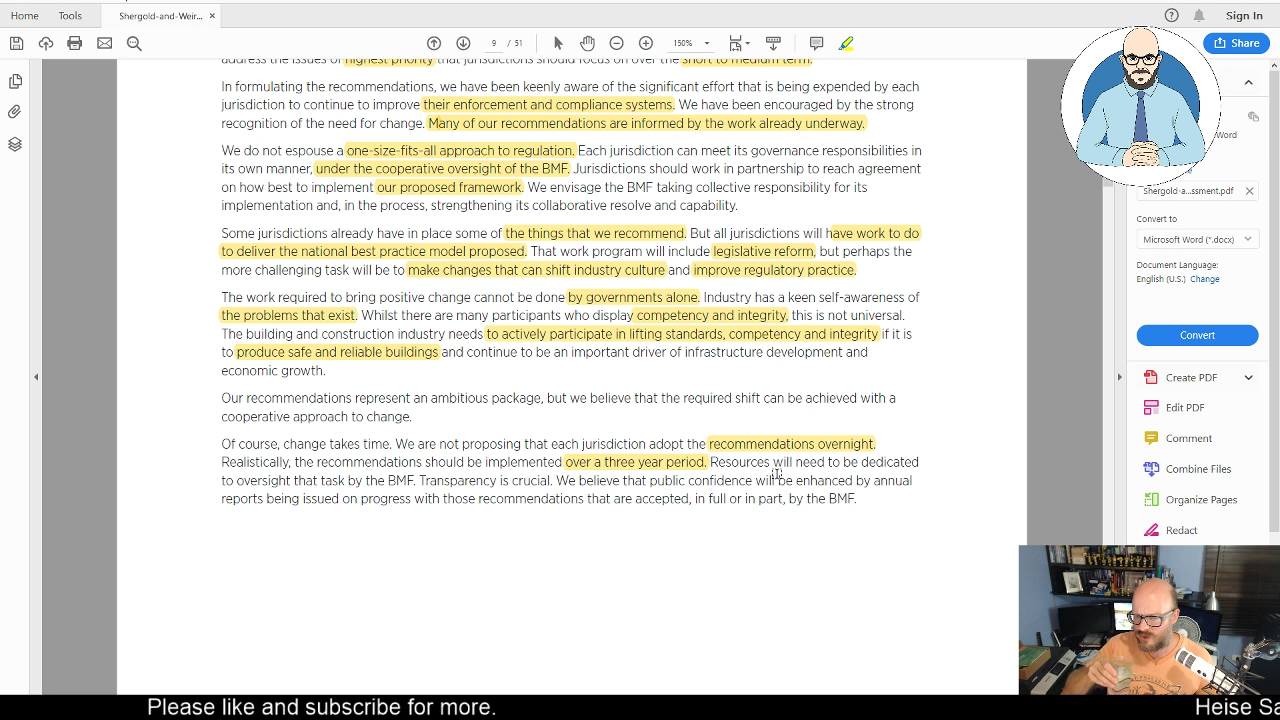 Home Tools Shergold-and-Weir... × Sign In
9 / 51 150% Share
address the issues of highest priority that jurisdictions should focus on over the short to medium term.
In formulating the recommendations, we have been keenly aware of the significant effort that is being expended by each
jurisdiction to continue to improve their enforcement and compliance systems. We have been encouraged by the strong
recognition of the need for change. Many of our recommendations are informed by the work already underway.
We do not espouse a one-size-fits-all approach to regulation. Each jurisdiction can meet its governance responsibilities in
its own manner, under the cooperative oversight of the BMF. Jurisdictions should work in partnership to reach agreement
on how best to implement our proposed framework. We envisage the BMF taking collective responsibility for its
implementation and, in the process, strengthening its collaborative resolve and capability.
Some jurisdictions already have in place some of the things that we recommend. But all jurisdictions will have work to do
to deliver the national best practice model proposed. That work program will include legislative reform, but perhaps the
more challenging task will be to make changes that can shift industry culture and improve regulatory practice.
The work required to bring positive change cannot be done by governments alone. Industry has a keen self-awareness of
the problems that exist. Whilst there are many participants who display competency and integrity, this is not universal.
The building and construction industry needs to actively participate in lifting standards, competency and integrity if it is
to produce safe and reliable buildings and continue to be an important driver of infrastructure development and
economic growth.
Our recommendations represent an ambitious package, but we believe that the required shift can be achieved with a
cooperative approach to change.
Of course, change takes time. We are not proposing that each jurisdiction adopt the recommendations overnight.
Realistically, the recommendations should be implemented over a three year period. Resources will need to be dedicated
to oversight that task by the BMF. Transparency is crucial. We believe that public confidence will be enhanced by annual
reports being issued on progress with those recommendations that are accepted, in full or in part, by the BMF.
Word
Shergold-a...ssment.pdf ×
Convert to
Microsoft Word (*.docx)
Document Language:
English (U.S.) Change
Convert
Create PDF
Edit PDF
Comment
Combine Files
Organize Pages
Redact
Please like and subscribe for more. Heise Sa